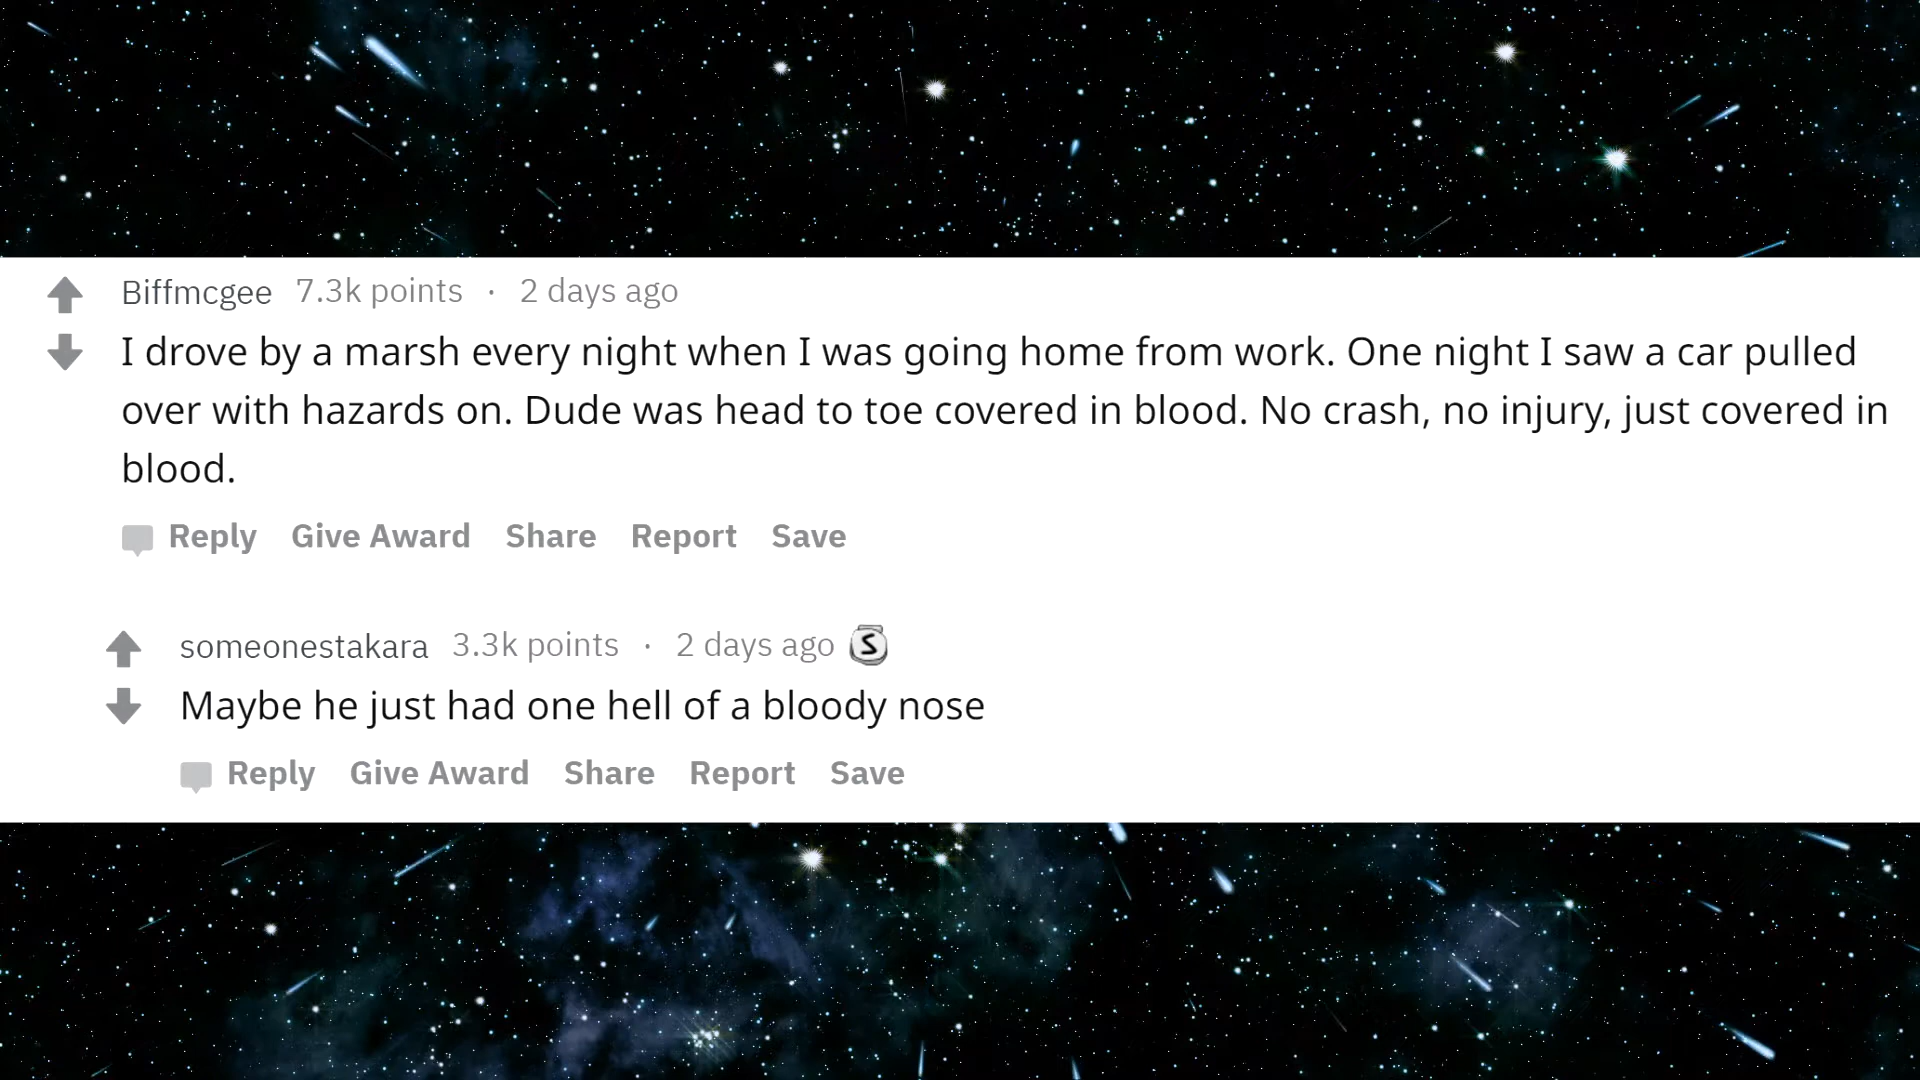 Biffmcgee 7.3k points · 2 days ago
I drove by a marsh every night when I was going home from work. One night I saw a car pulled
over with hazards on. Dude was head to toe covered in blood. No crash, no injury, just covered in
blood.
Reply Give Award Share Report Save
someonestakara 3.3k points · 2 days ago S
Maybe he just had one hell of a bloody nose
Reply Give Award Share Report Save